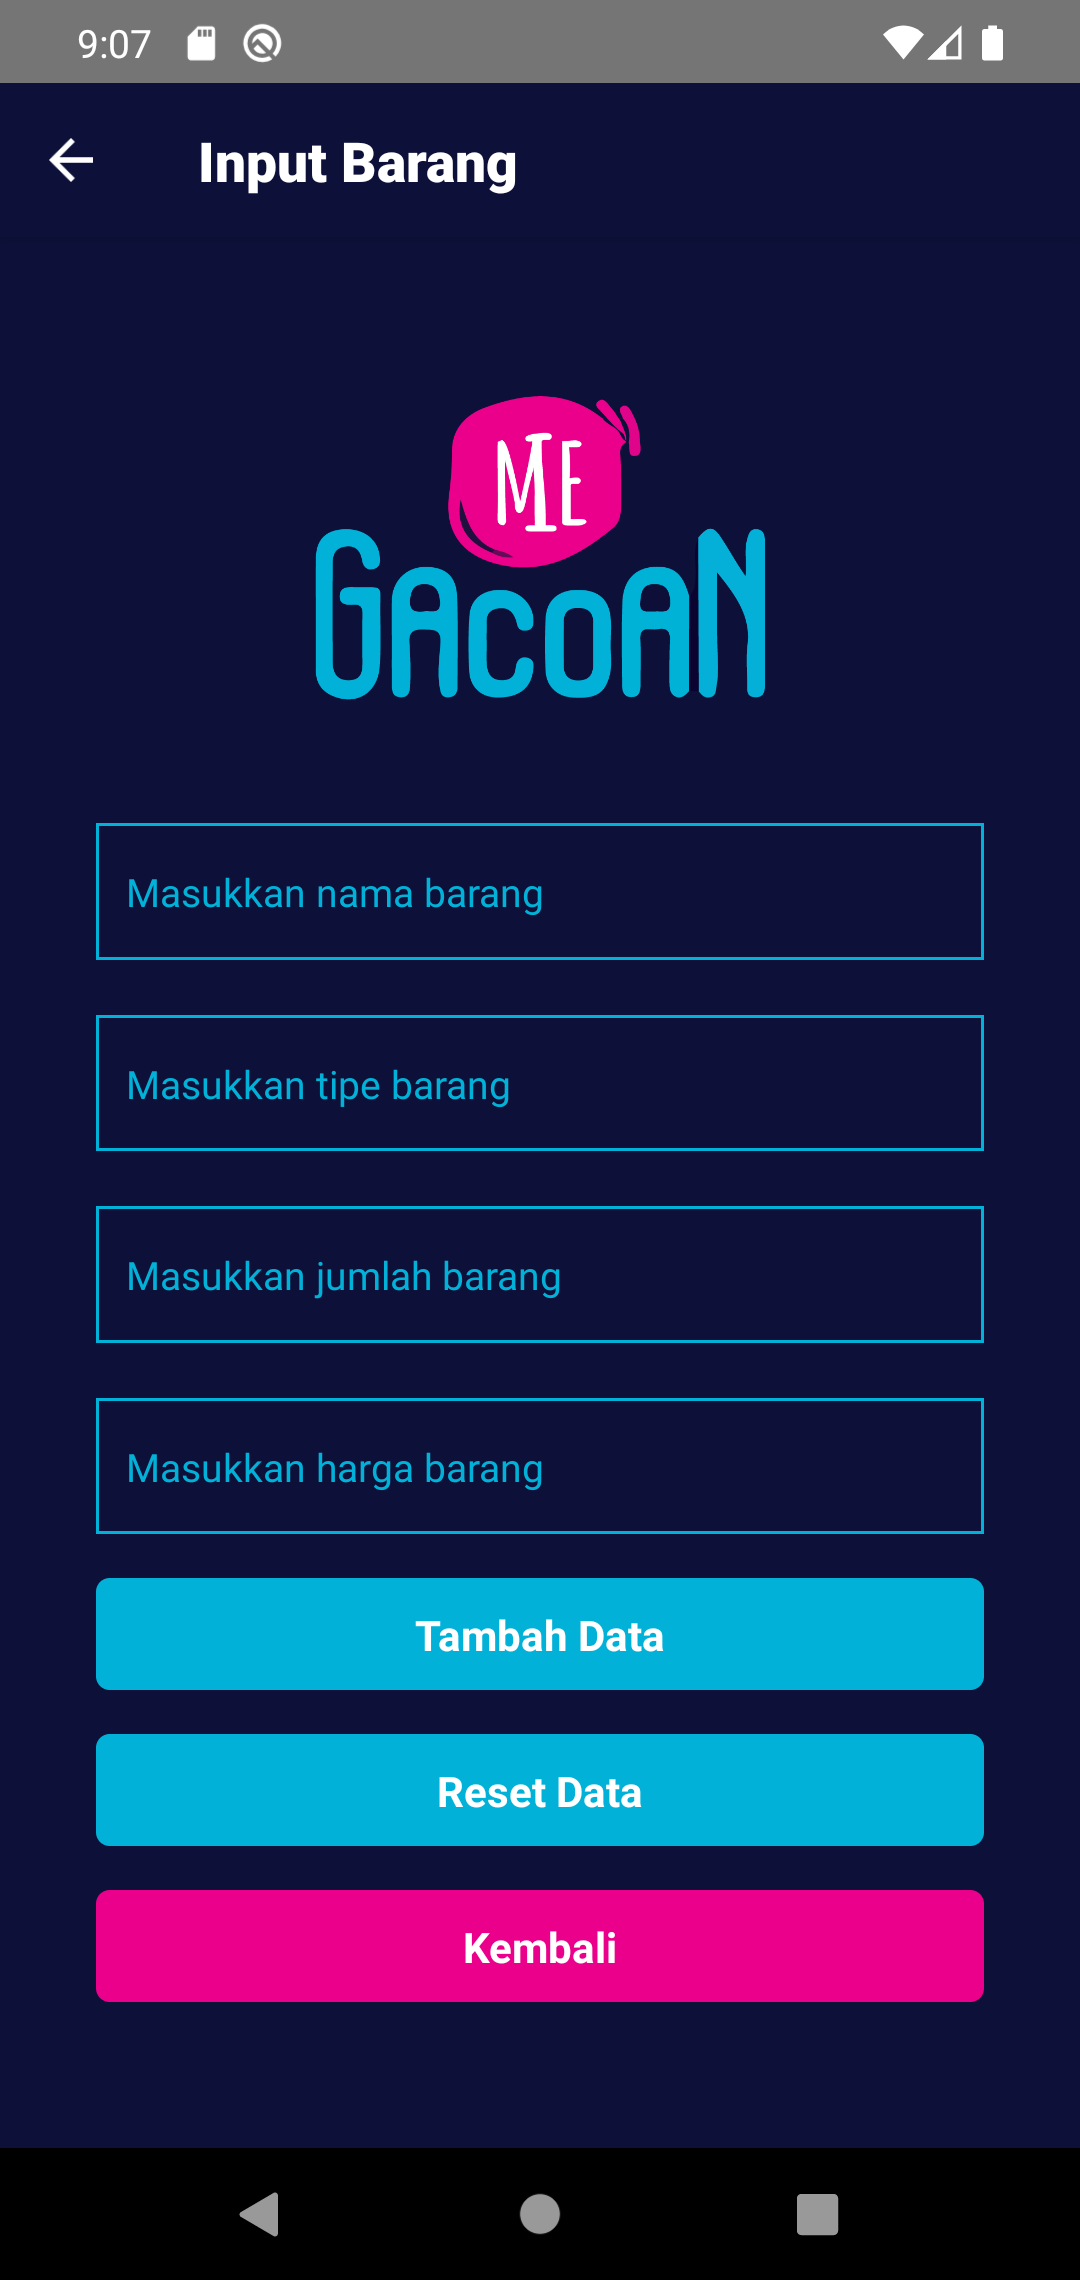 9:07
Input Barang
MIE
GACOAN
Masukkan nama barang
Masukkan tipe barang
Masukkan jumlah barang
Masukkan harga barang
Tambah Data
Reset Data
Kembali